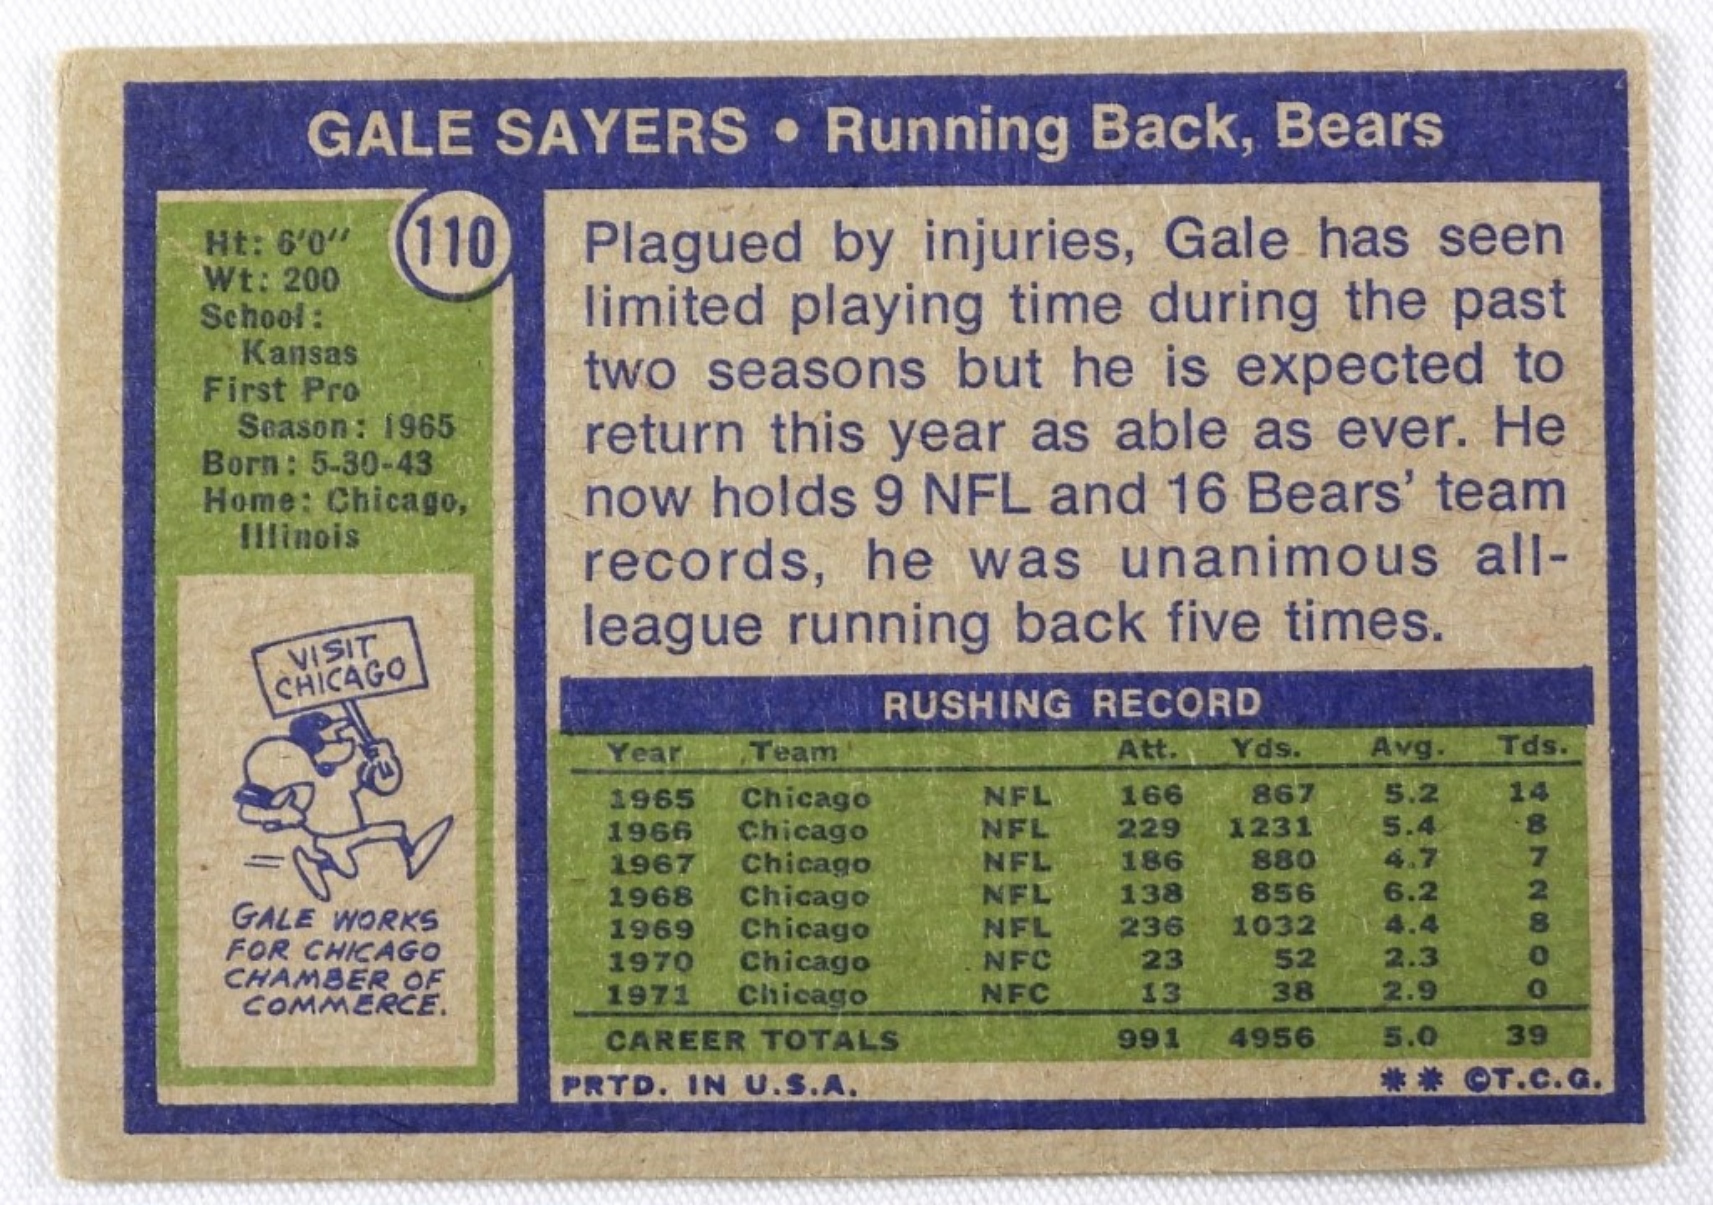 GALE SAYERS • Running Back, Bears
110
Ht: 6'0"
Wt: 200
School:
Kansas
First Pro
Season: 1965
Born: 5-30-43
Home: Chicago,
Illinois
VISIT
CHICAGO
GALE WORKS
FOR CHICAGO
CHAMBER OF
COMMERCE.
Plagued by injuries, Gale has seen
limited playing time during the past
two seasons but he is expected to
return this year as able as ever. He
now holds 9 NFL and 16 Bears' team
records, he was unanimous all-
league running back five times.
RUSHING RECORD
Year Team Att. Yds. Avg. Tds.
1965 Chicago NFL 166 867 5.2 14
1966 Chicago NFL 229 1231 5.4 8
1967 Chicago NFL 186 880 4.7 7
1968 Chicago NFL 138 856 6.2 2
1969 Chicago NFL 236 1032 4.4 8
1970 Chicago NFC 23 52 2.3 0
1971 Chicago NFC 13 38 2.9 0
CAREER TOTALS 991 4956 5.0 39
PRTD. IN U.S.A. ** ©T.C.G.